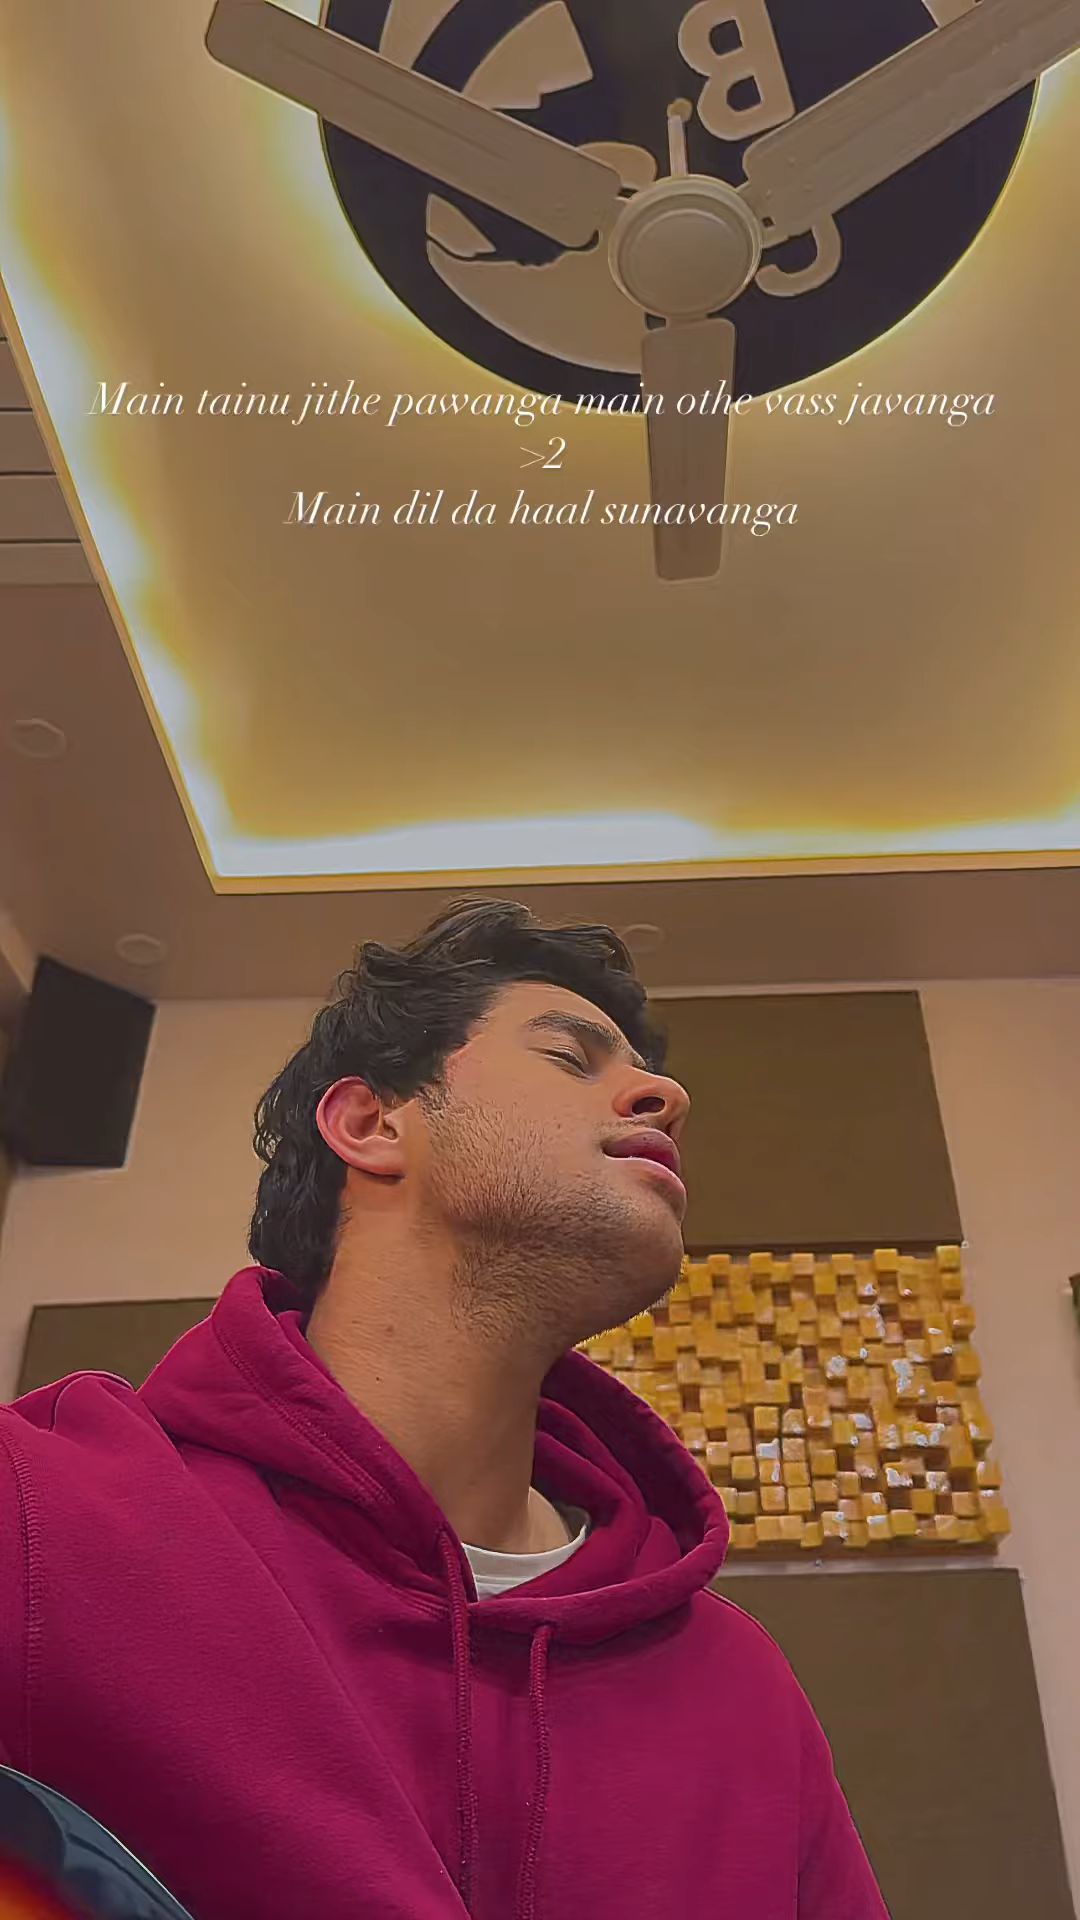 B
Main tainu jithe pawanga main othe vass javanga
>2
Main dil da haal sunavanga